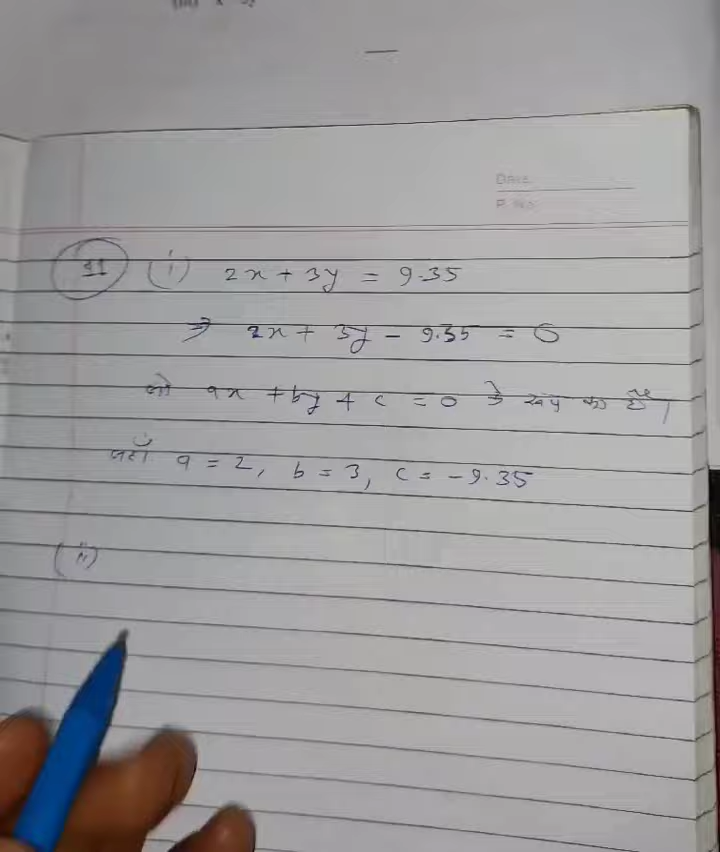 DATE
P. NO.
11 (i) 2x + 3y = 9.35
⇒ 2x + 3y - 9.35 = 0
जो ax + by + c = 0 के रूप का है।
जहाँ a = 2, b = 3, c = -9.35
(ii)